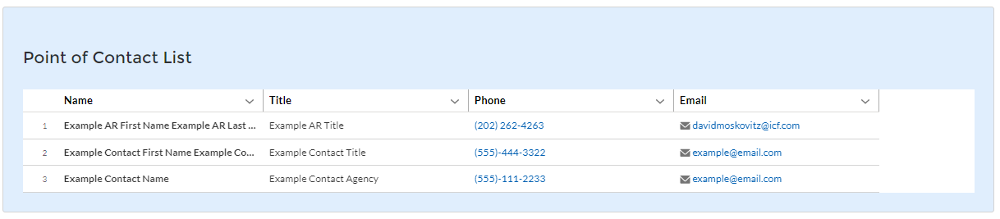 Point of Contact List
Name Title Phone Email
1 Example AR First Name Example AR Last ... Example AR Title (202) 262-4263 davidmoskovitz@icf.com
2 Example Contact First Name Example Co... Example Contact Title (555)-444-3322 example@email.com
3 Example Contact Name Example Contact Agency (555)-111-2233 example@email.com